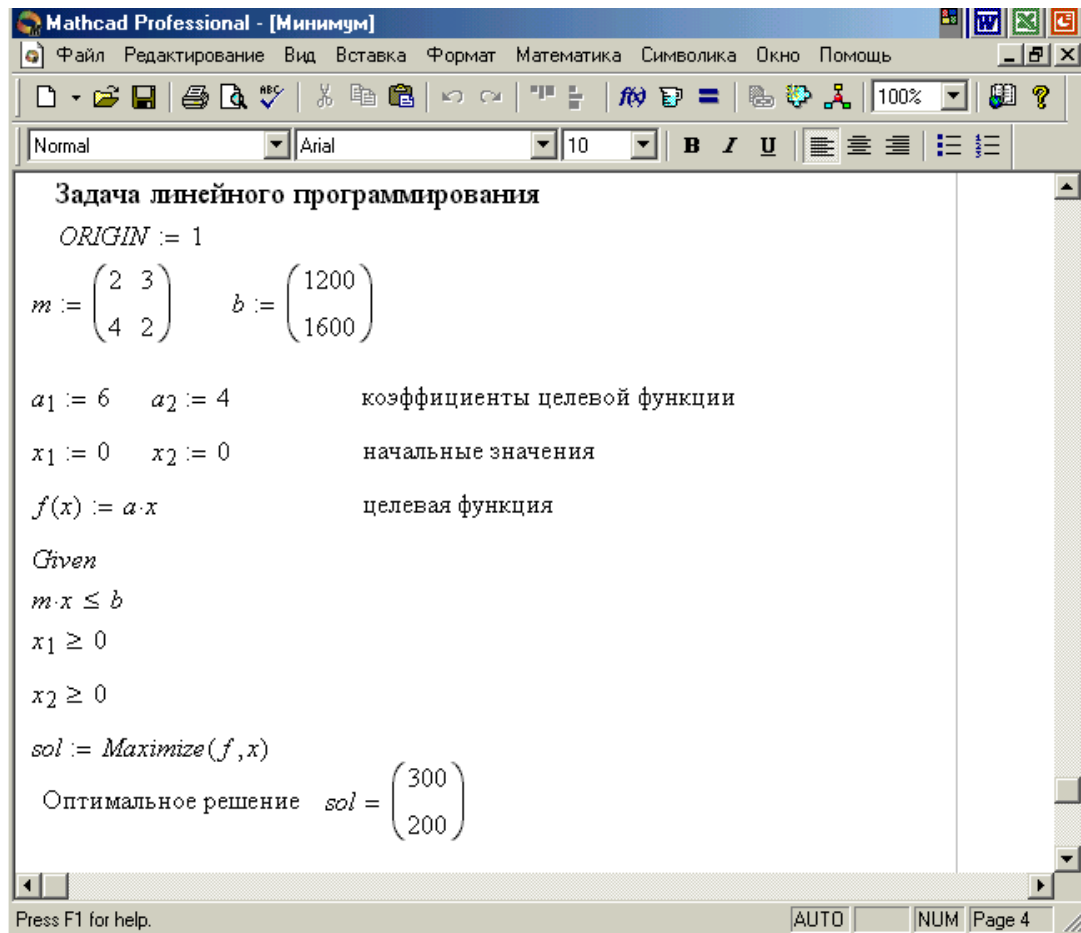 Mathcad Professional - [Минимум]
Файл Редактирование Вид Вставка Формат Математика Символика Окно Помощь
100%
Normal Arial 10 B I U
Задача линейного программирования
ORIGIN := 1
m := (2 3; 4 2) b := (1200; 1600)
a1 := 6 a2 := 4 коэффициенты целевой функции
x1 := 0 x2 := 0 начальные значения
f(x) := a·x целевая функция
Given
m·x ≤ b
x1 ≥ 0
x2 ≥ 0
sol := Maximize(f,x)
Оптимальное решение sol = (300; 200)
Press F1 for help. AUTO NUM Page 4